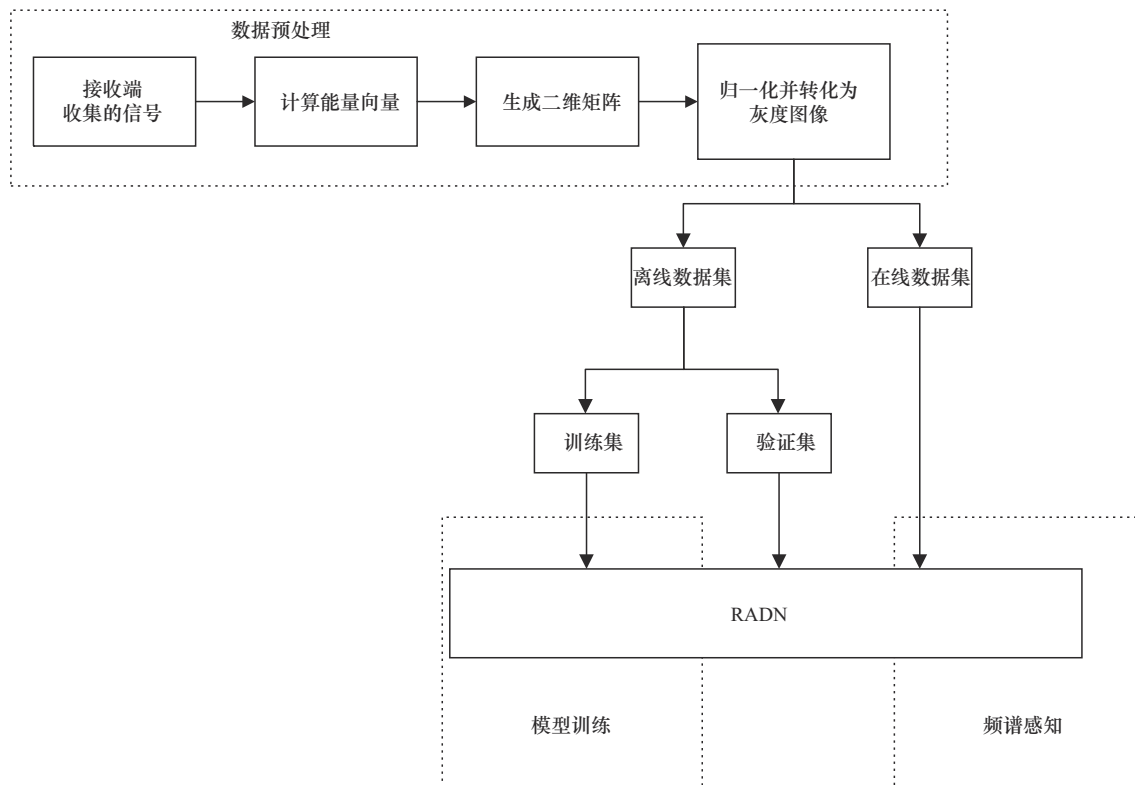 数据预处理
接收端
收集的信号
计算能量向量
生成二维矩阵
归一化并转化为
灰度图像
离线数据集
在线数据集
训练集
验证集
RADN
模型训练
频谱感知